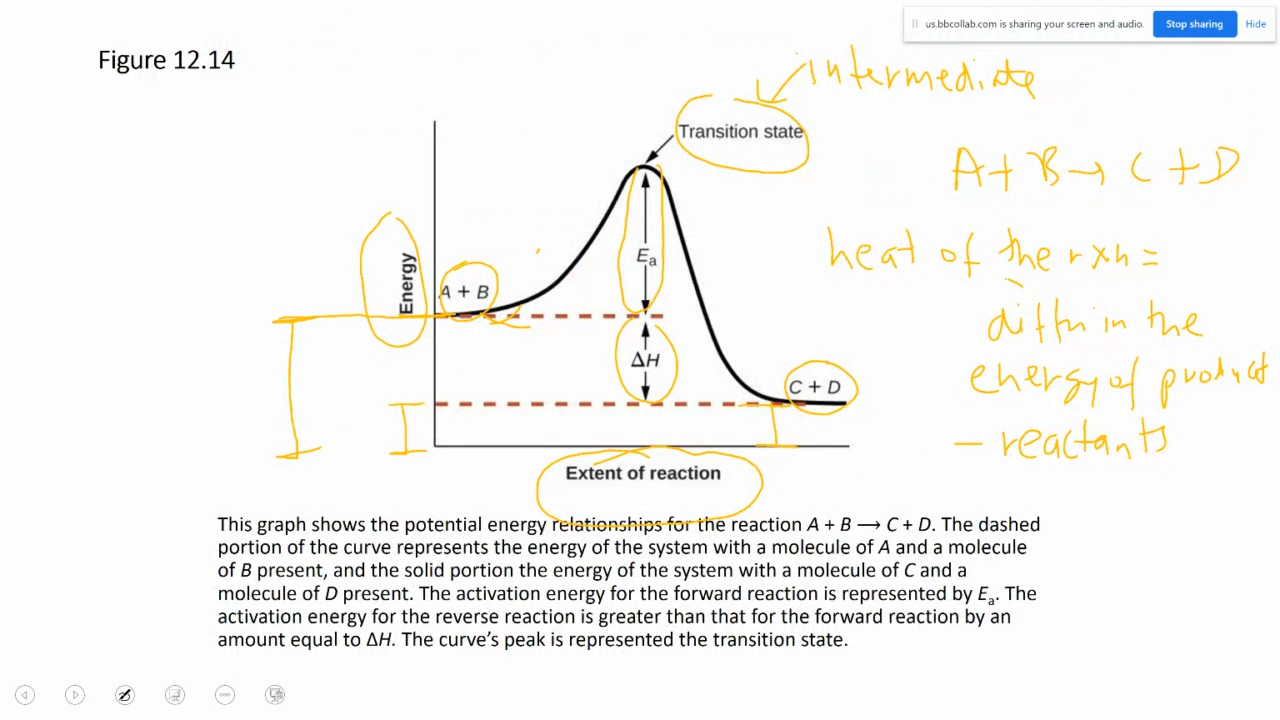 us.bbcollab.com is sharing your screen and audio.
Stop sharing
Hide
Figure 12.14
intermediate
Transition state
A + B → C + D
heat of the rxn =
diffn in the
energy of product
– reactants
Energy
A + B
Ea
ΔH
C + D
Extent of reaction
This graph shows the potential energy relationships for the reaction A + B ⟶ C + D. The dashed
portion of the curve represents the energy of the system with a molecule of A and a molecule
of B present, and the solid portion the energy of the system with a molecule of C and a
molecule of D present. The activation energy for the forward reaction is represented by Eₐ. The
activation energy for the reverse reaction is greater than that for the forward reaction by an
amount equal to ΔH. The curve’s peak is represented the transition state.